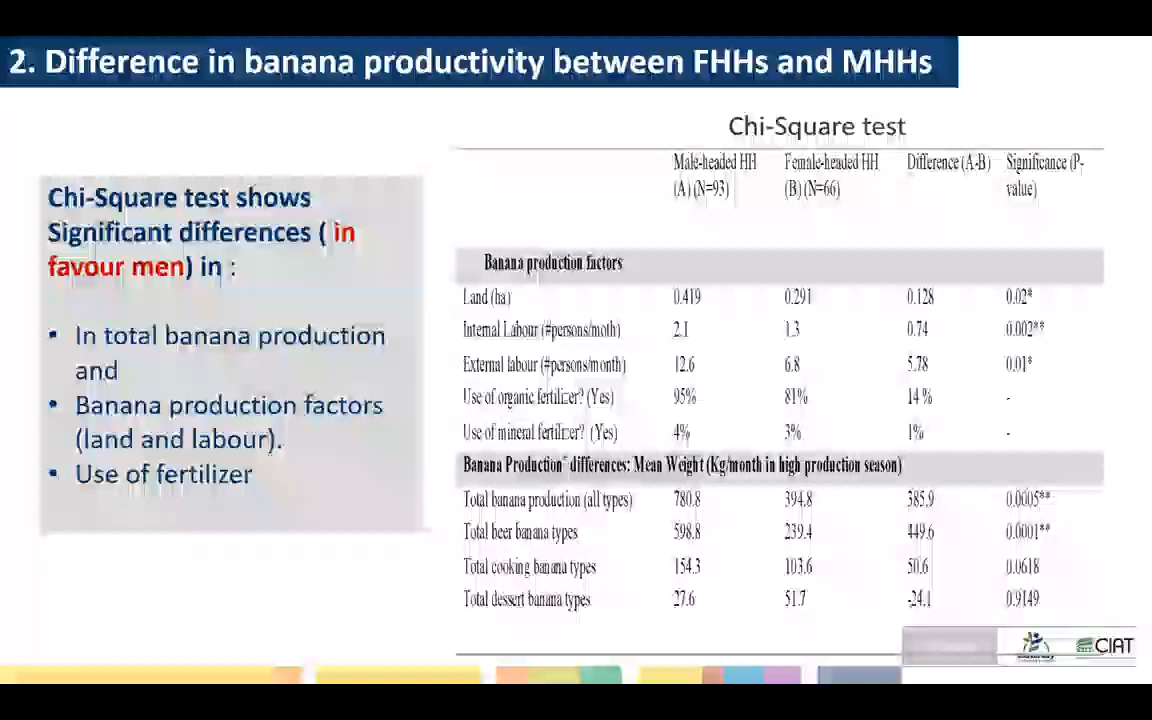 2. Difference in banana productivity between FHHs and MHHs
Chi-Square test shows
Significant differences ( in
favour men) in :
• In total banana production
and
• Banana production factors
(land and labour).
• Use of fertilizer
Chi-Square test
Male-headed HH (A) (N=93) Female-headed HH (B) (N=66) Difference (A-B) Significance (P-value)
Banana production factors
Land (ha) 0.419 0.291 0.128 0.02*
Internal Labour (#persons/moth) 2.1 1.3 0.74 0.002**
External labour (#persons/month) 12.6 6.8 5.78 0.01*
Use of organic fertilizer? (Yes) 95% 81% 14 % -
Use of mineral fertilizer? (Yes) 4% 3% 1% -
Banana Production differences: Mean Weight (Kg/month in high production season)
Total banana production (all types) 780.8 394.8 385.9 0.0005**
Total beer banana types 598.8 239.4 449.6 0.0001**
Total cooking banana types 154.3 103.6 50.6 0.0618
Total dessert banana types 27.6 51.7 -24.1 0.9149
CIAT